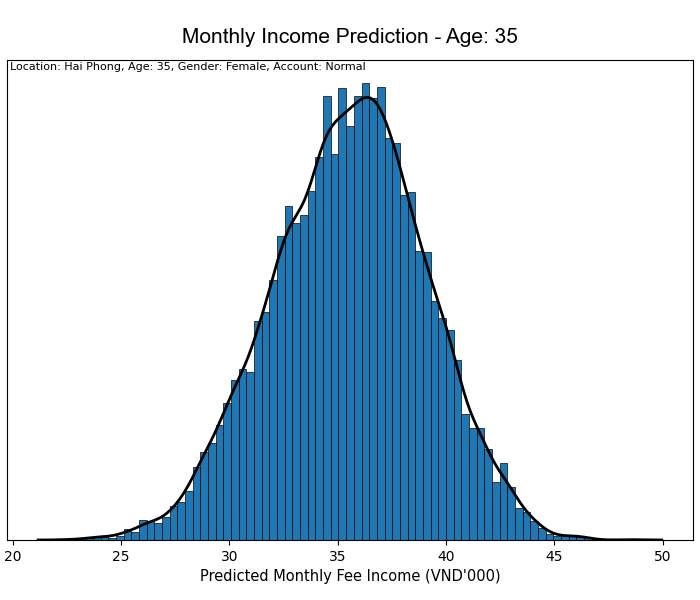 Monthly Income Prediction - Age: 35
Location: Hai Phong, Age: 35, Gender: Female, Account: Normal
20 25 30 35 40 45 50
Predicted Monthly Fee Income (VND'000)